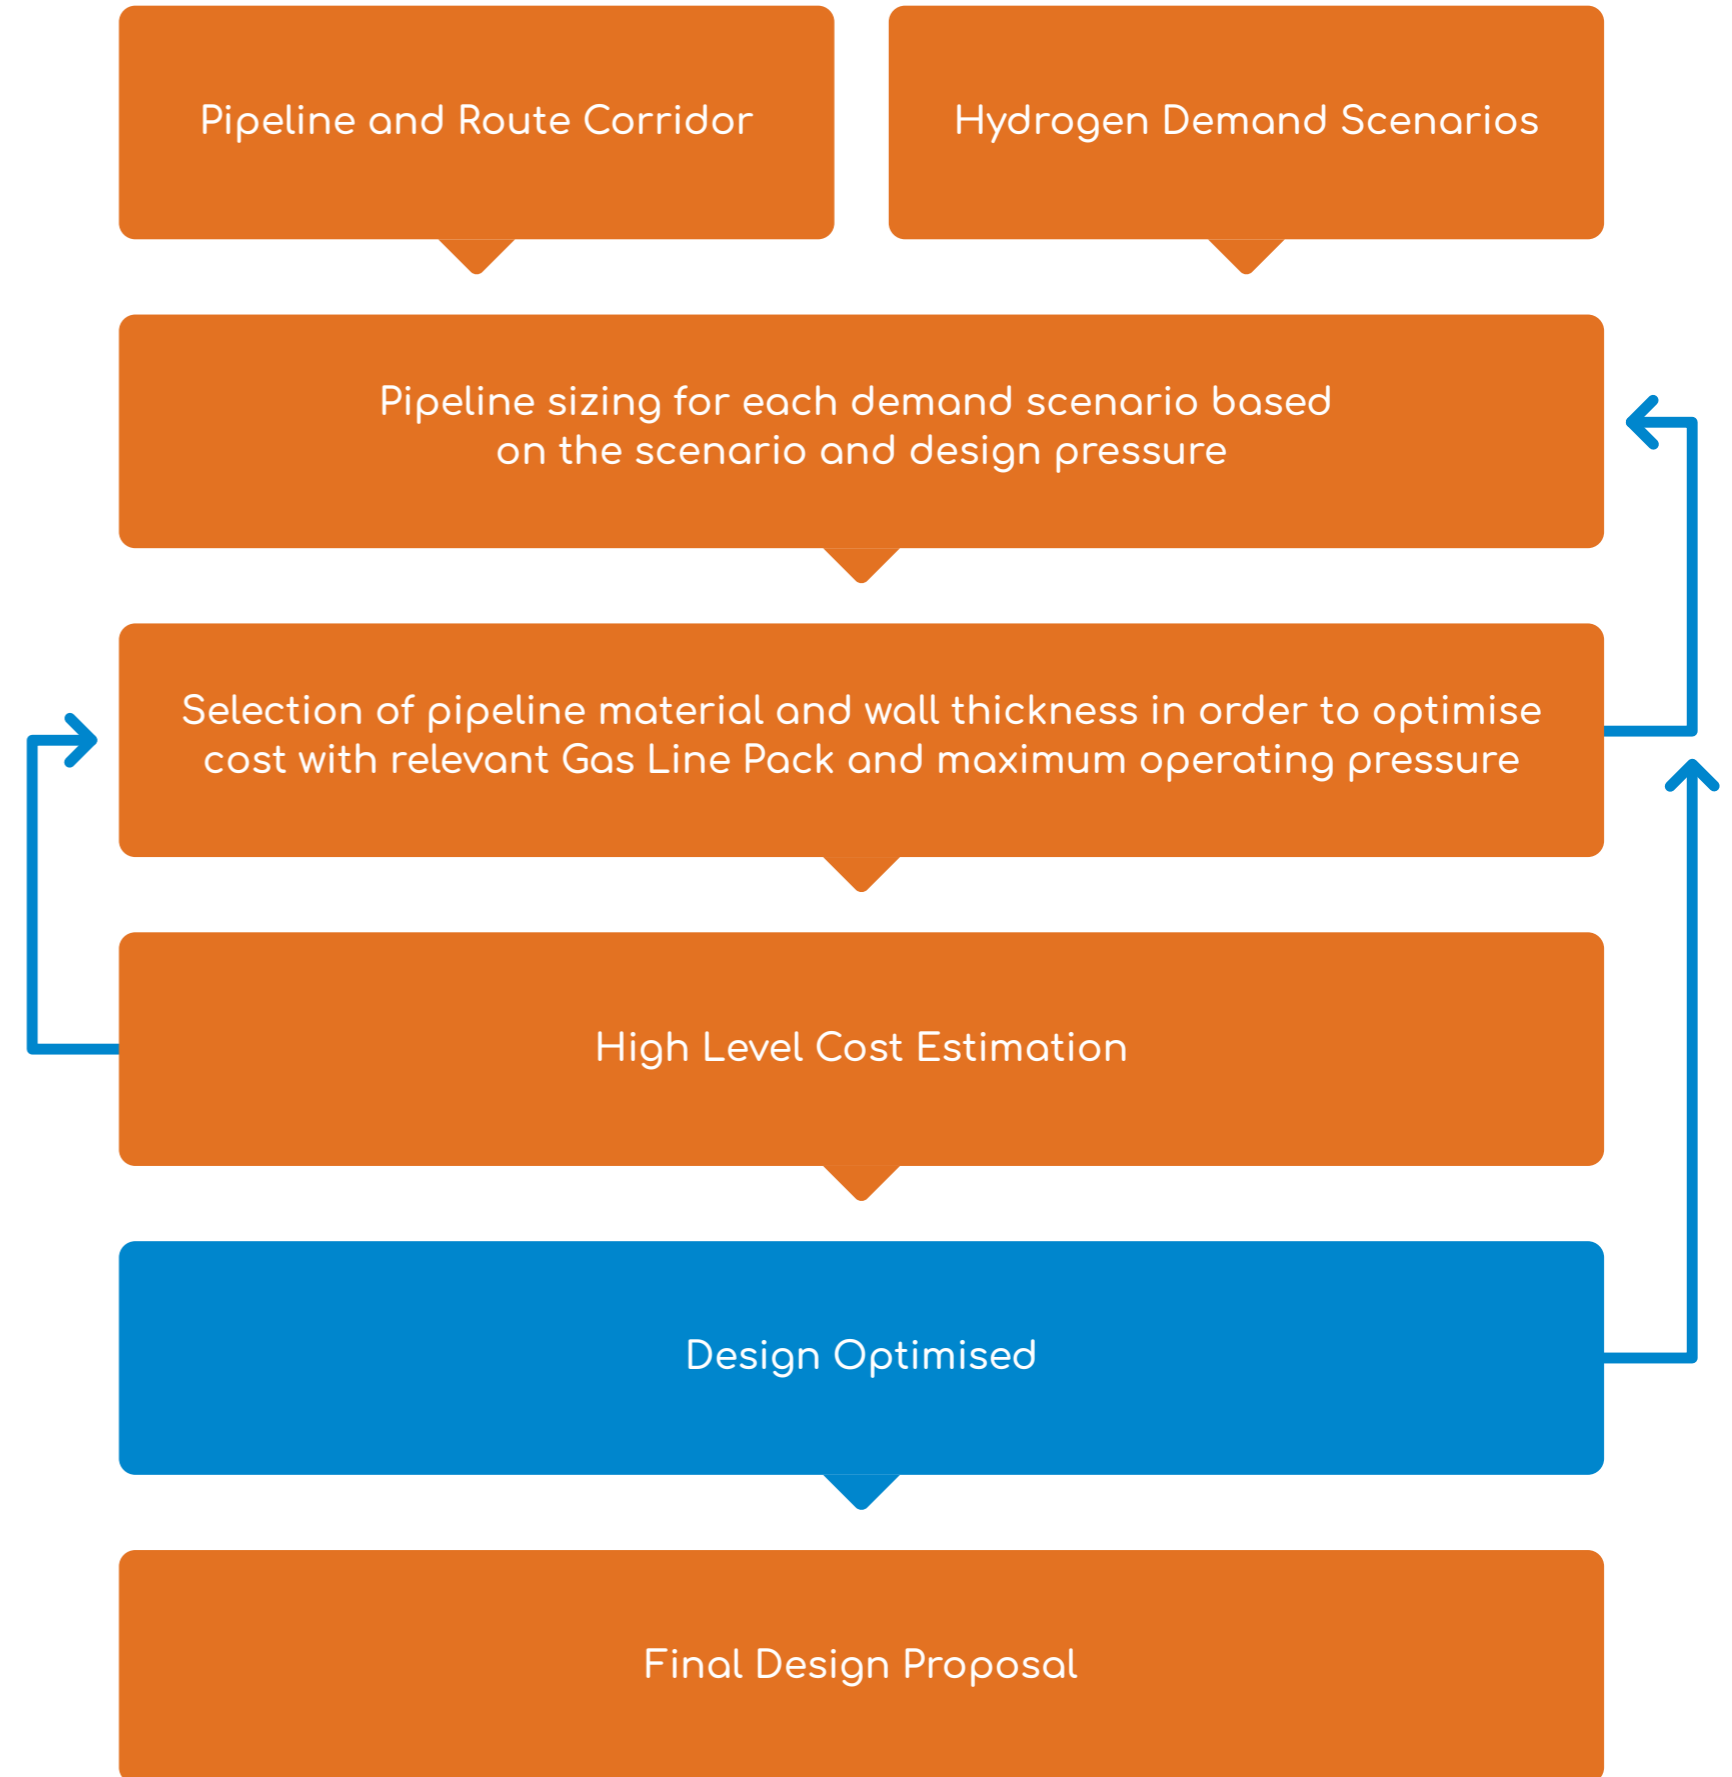 Pipeline and Route Corridor
Hydrogen Demand Scenarios
Pipeline sizing for each demand scenario based
on the scenario and design pressure
Selection of pipeline material and wall thickness in order to optimise
cost with relevant Gas Line Pack and maximum operating pressure
High Level Cost Estimation
Design Optimised
Final Design Proposal